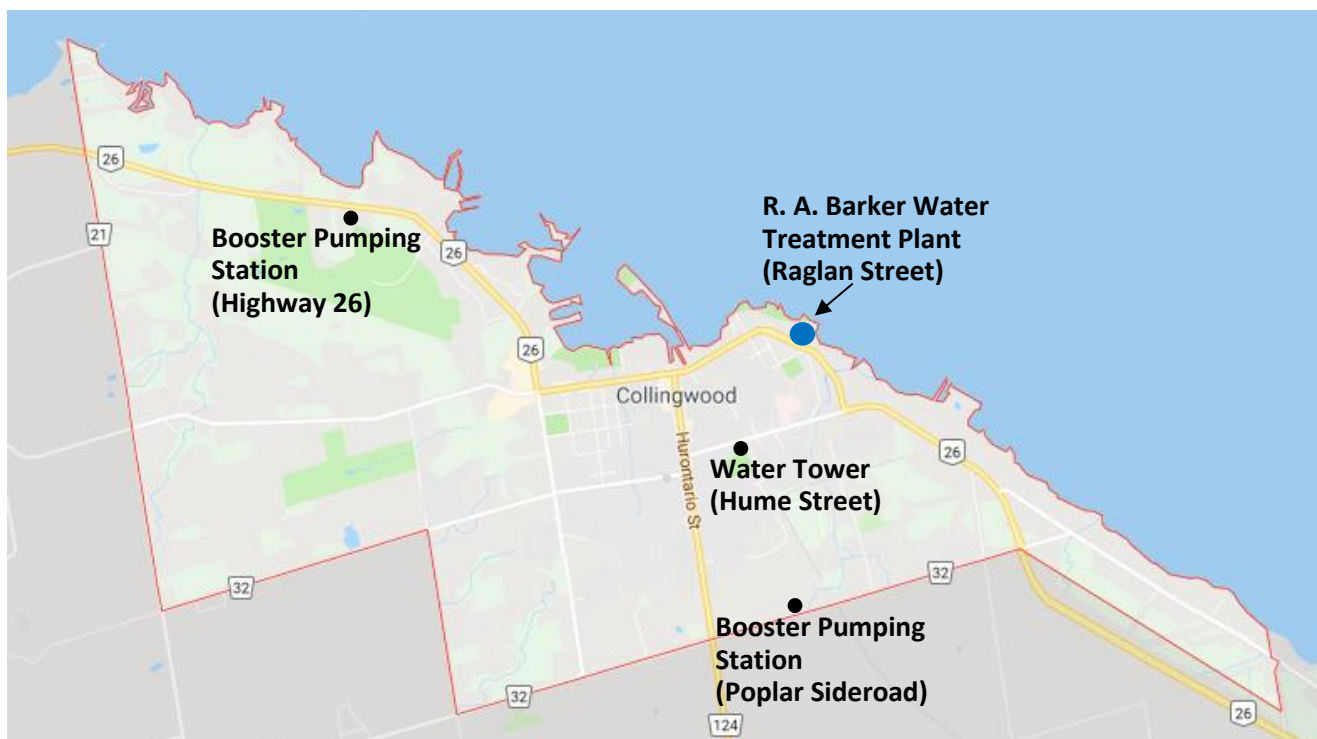 26
R. A. Barker Water
Treatment Plant
(Raglan Street)
21
Booster Pumping
Station
(Highway 26)
26
26
Collingwood
Hurontario St
26
Water Tower
(Hume Street)
32
32
Booster Pumping
Station
(Poplar Sideroad)
32
124
26